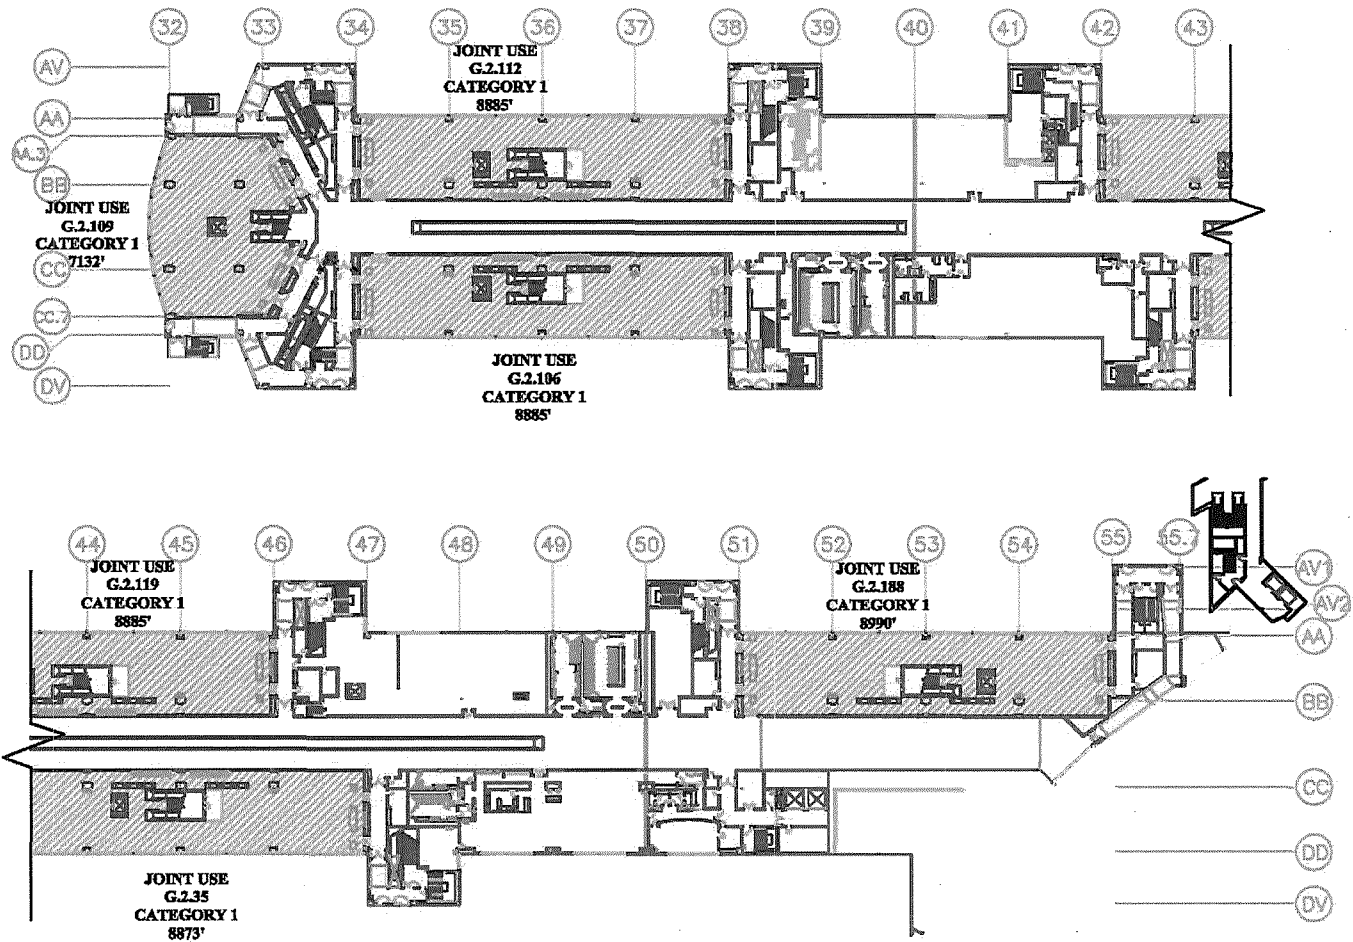 32 33 34 35 36 37 38 39 40 41 42 43
JOINT USE
G.2.112
CATEGORY 1
8885'
AV
AA
AA.3
BB
JOINT USE
G.2.109
CATEGORY 1
7132'
CC
CC.7
DD
DV
JOINT USE
G.2.106
CATEGORY 1
8885'
44 45 46 47 48 49 50 51 52 53 54 55 55.7
JOINT USE
G.2.119
CATEGORY 1
8885'
JOINT USE
G.2.188
CATEGORY 1
8990'
AV1
AV2
AA
BB
CC
DD
DV
JOINT USE
G.2.35
CATEGORY 1
8873'